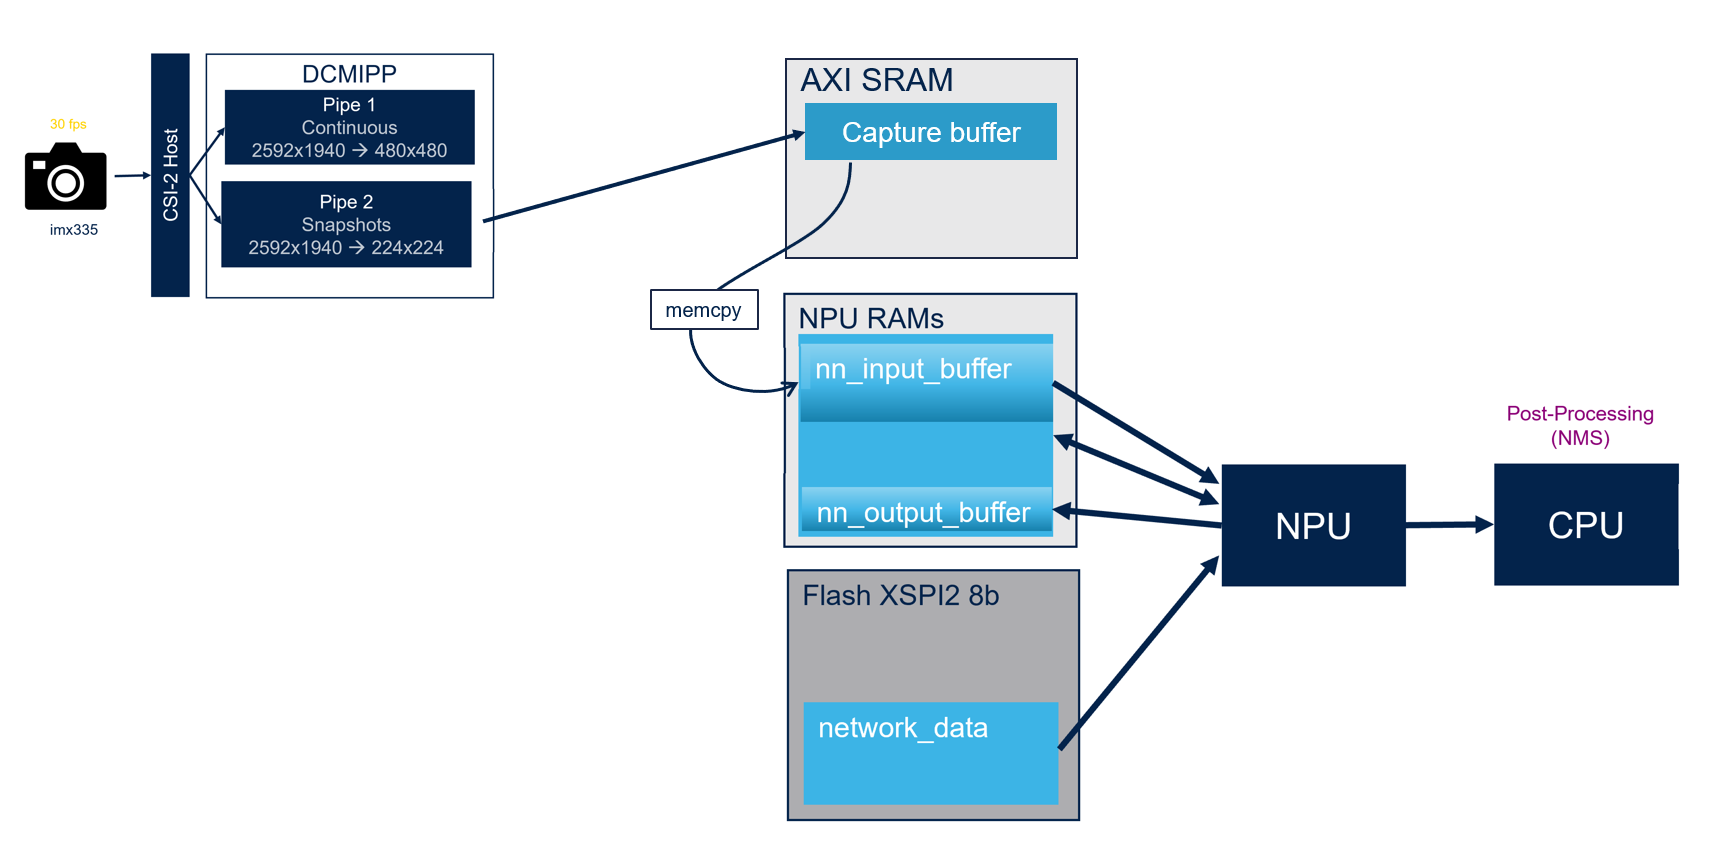 30 fps
imx335
CSI-2 Host
DCMIPP
Pipe 1
Continuous
2592x1940 → 480x480
Pipe 2
Snapshots
2592x1940 → 224x224
AXI SRAM
Capture buffer
memcpy
NPU RAMs
nn_input_buffer
nn_output_buffer
Flash XSPI2 8b
network_data
NPU
Post-Processing
(NMS)
CPU